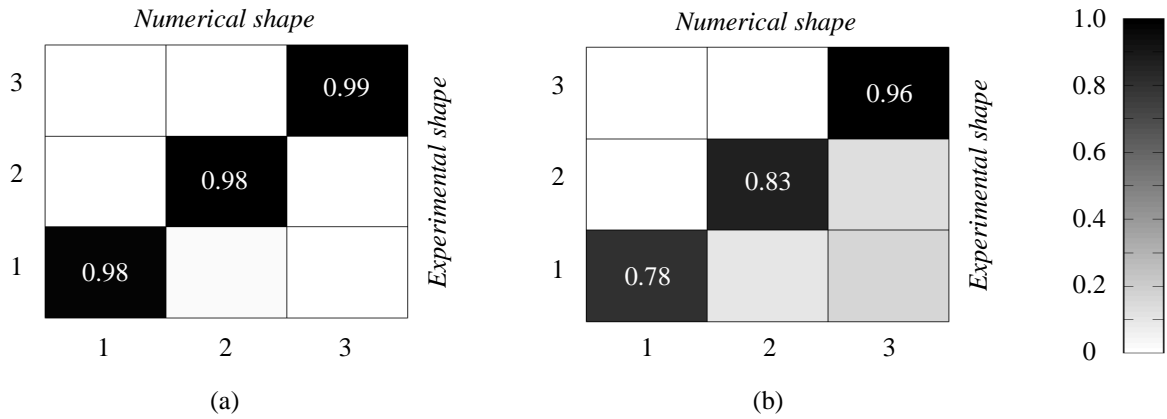 Numerical shape
3
0.99
2
0.98
1
0.98
1 2 3
Experimental shape
(a)
Numerical shape
3
0.96
2
0.83
1
0.78
1 2 3
Experimental shape
(b)
1.0
0.8
0.6
0.4
0.2
0